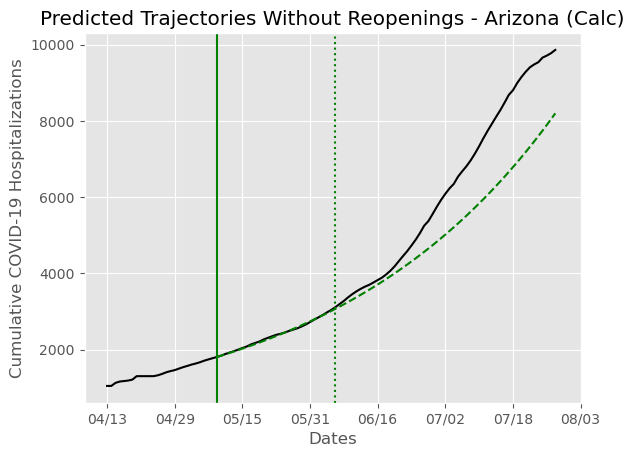 Predicted Trajectories Without Reopenings - Arizona (Calc)
Cumulative COVID-19 Hospitalizations
10000
8000
6000
4000
2000
04/13 04/29 05/15 05/31 06/16 07/02 07/18 08/03
Dates